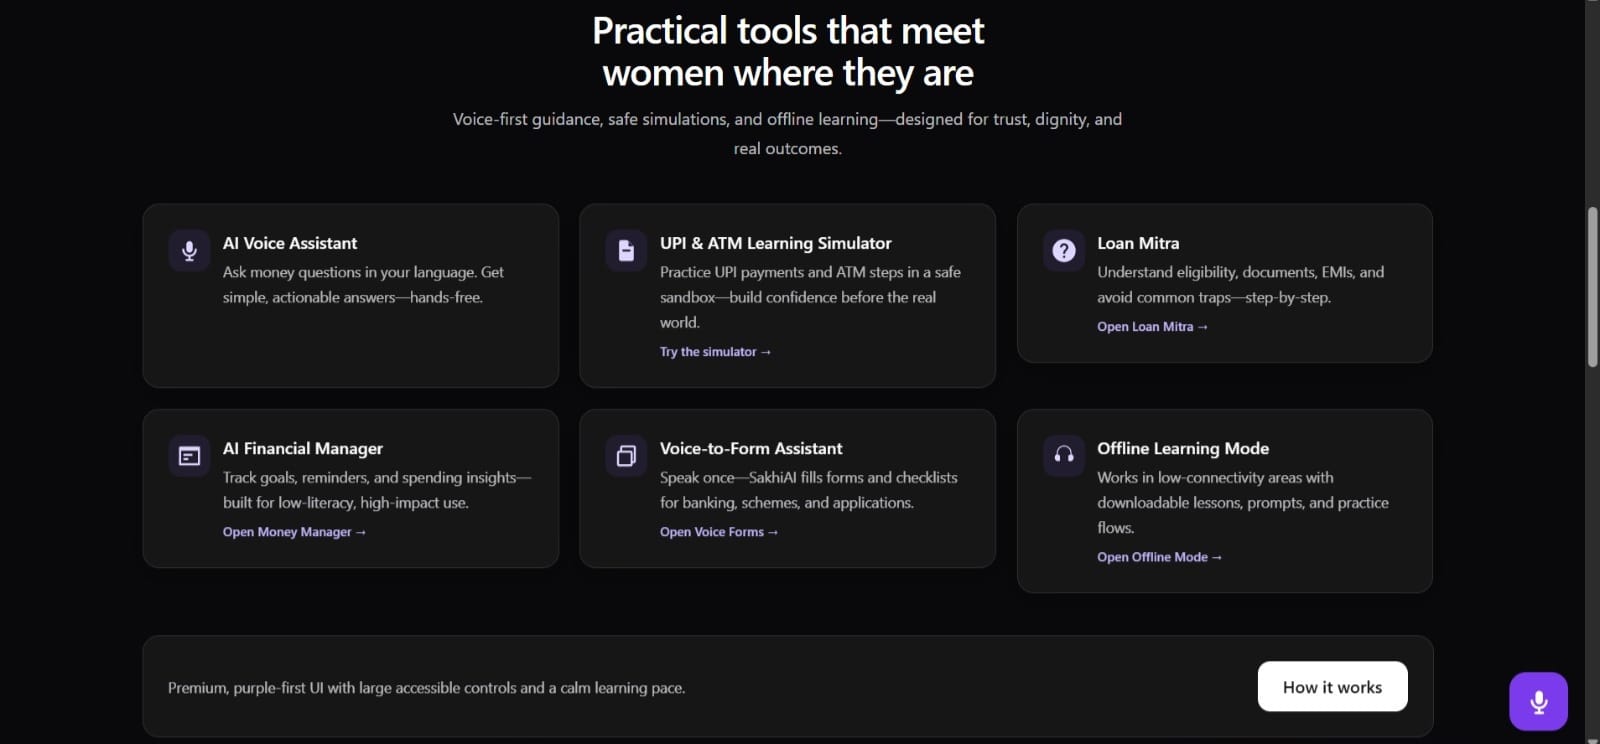 Practical tools that meet
women where they are
Voice-first guidance, safe simulations, and offline learning—designed for trust, dignity, and
real outcomes.
AI Voice Assistant
Ask money questions in your language. Get
simple, actionable answers—hands-free.
UPI & ATM Learning Simulator
Practice UPI payments and ATM steps in a safe
sandbox—build confidence before the real
world.
Try the simulator →
Loan Mitra
Understand eligibility, documents, EMIs, and
avoid common traps—step-by-step.
Open Loan Mitra →
AI Financial Manager
Track goals, reminders, and spending insights—
built for low-literacy, high-impact use.
Open Money Manager →
Voice-to-Form Assistant
Speak once—SakhiAI fills forms and checklists
for banking, schemes, and applications.
Open Voice Forms →
Offline Learning Mode
Works in low-connectivity areas with
downloadable lessons, prompts, and practice
flows.
Open Offline Mode →
Premium, purple-first UI with large accessible controls and a calm learning pace.
How it works